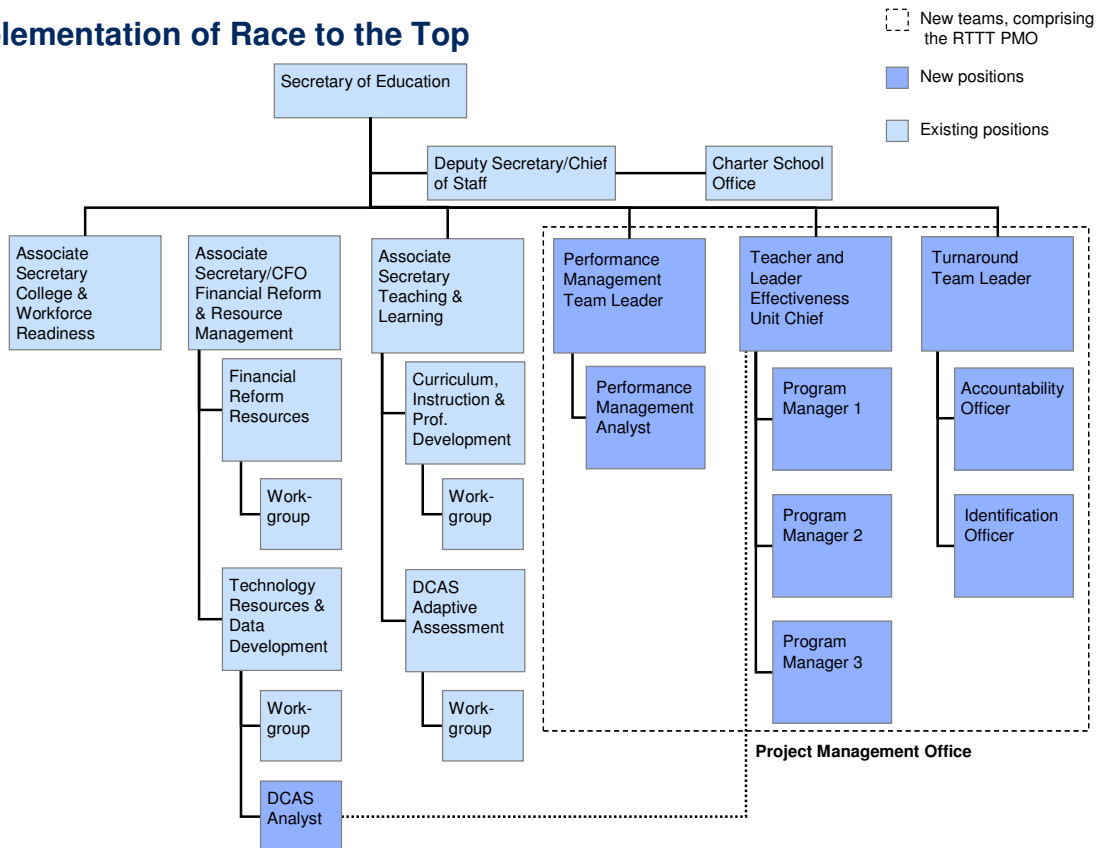 plementation of Race to the Top
New teams, comprising
the RTTT PMO
New positions
Existing positions
Secretary of Education
Deputy Secretary/Chief
of Staff
Charter School
Office
Associate
Secretary
College &
Workforce
Readiness
Associate
Secretary/CFO
Financial Reform
& Resource
Management
Associate
Secretary
Teaching &
Learning
Performance
Management
Team Leader
Teacher and
Leader
Effectiveness
Unit Chief
Turnaround
Team Leader
Financial
Reform
Resources
Work-
group
Technology
Resources &
Data
Development
Work-
group
DCAS
Analyst
Curriculum,
Instruction &
Prof.
Development
Work-
group
DCAS
Adaptive
Assessment
Work-
group
Performance
Management
Analyst
Program
Manager 1
Program
Manager 2
Program
Manager 3
Accountability
Officer
Identification
Officer
Project Management Office